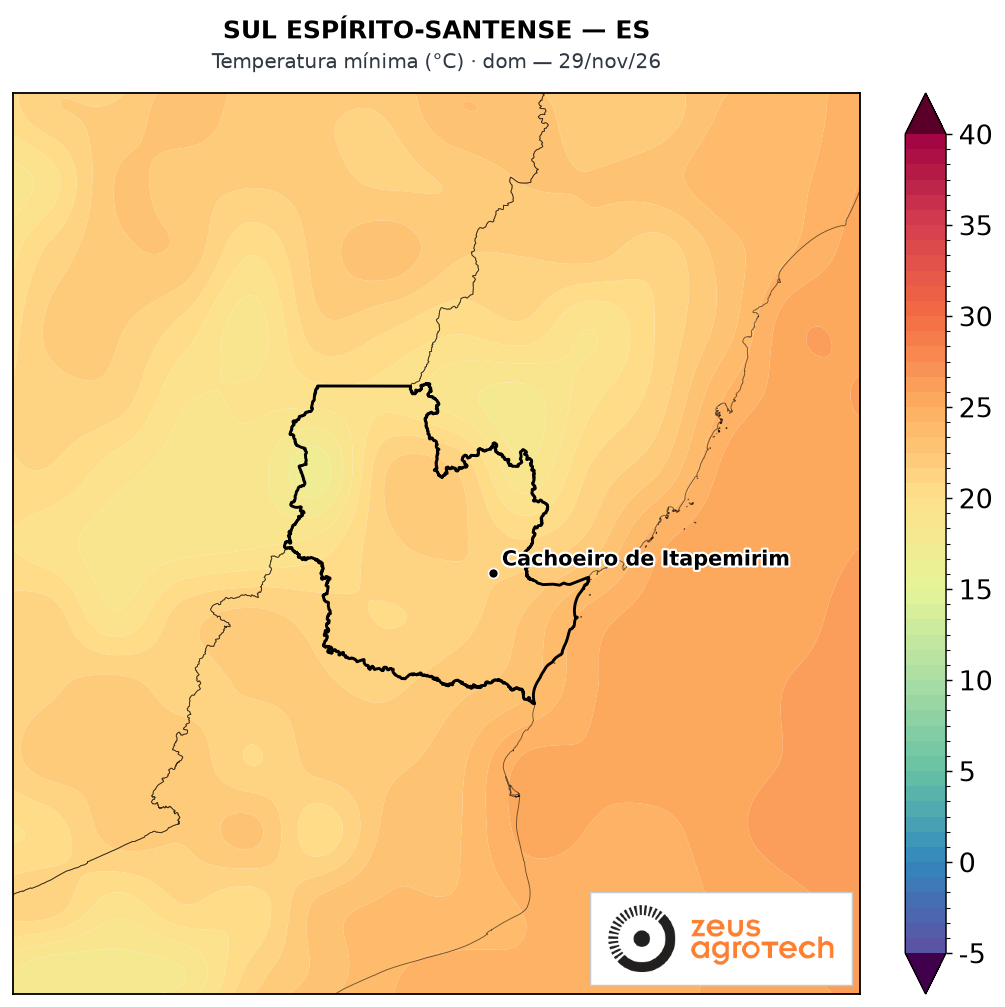 SUL ESPÍRITO-SANTENSE — ES
Temperatura mínima (°C) · dom — 29/nov/26
40
35
30
25
20
15
10
5
0
-5
Cachoeiro de Itapemirim
zeus
agrotech